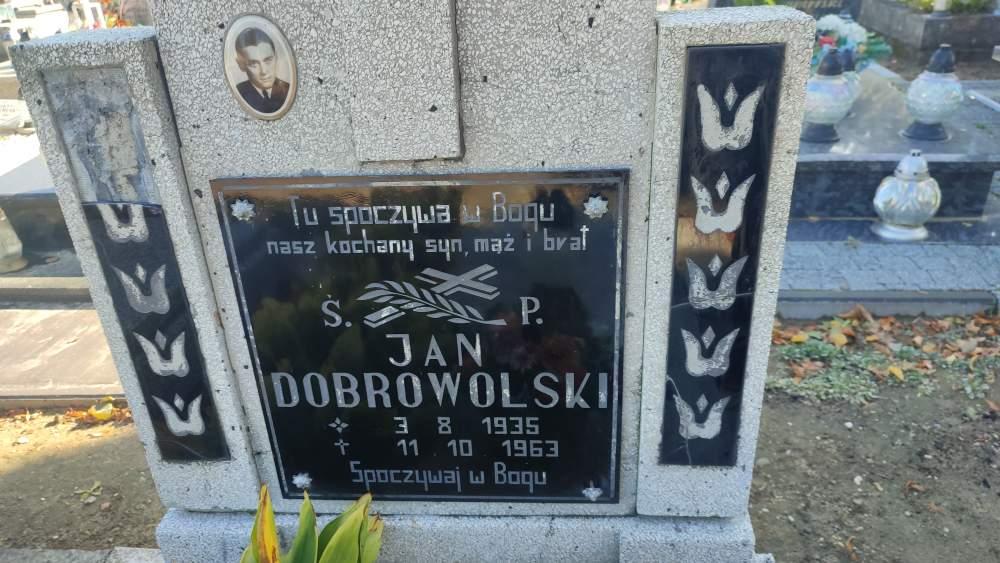 Tu spoczywa w Bogu
nasz kochany syn, mąż i brat
Ś. P.
JAN
DOBROWOLSKI
3 8 1935
11 10 1963
Spoczywaj w Bogu